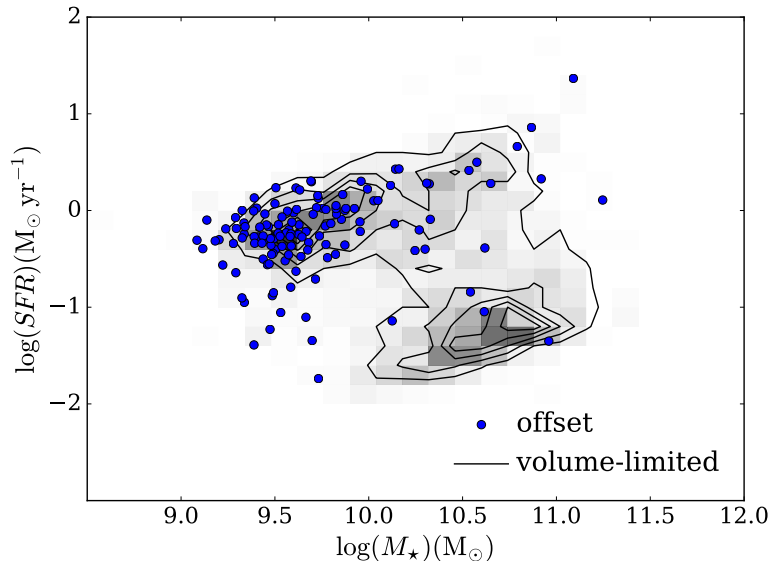 2
1
0
−1
−2
log(SFR)(M⊙ yr⁻¹)
offset
volume-limited
9.0 9.5 10.0 10.5 11.0 11.5 12.0
log(M⋆)(M⊙)